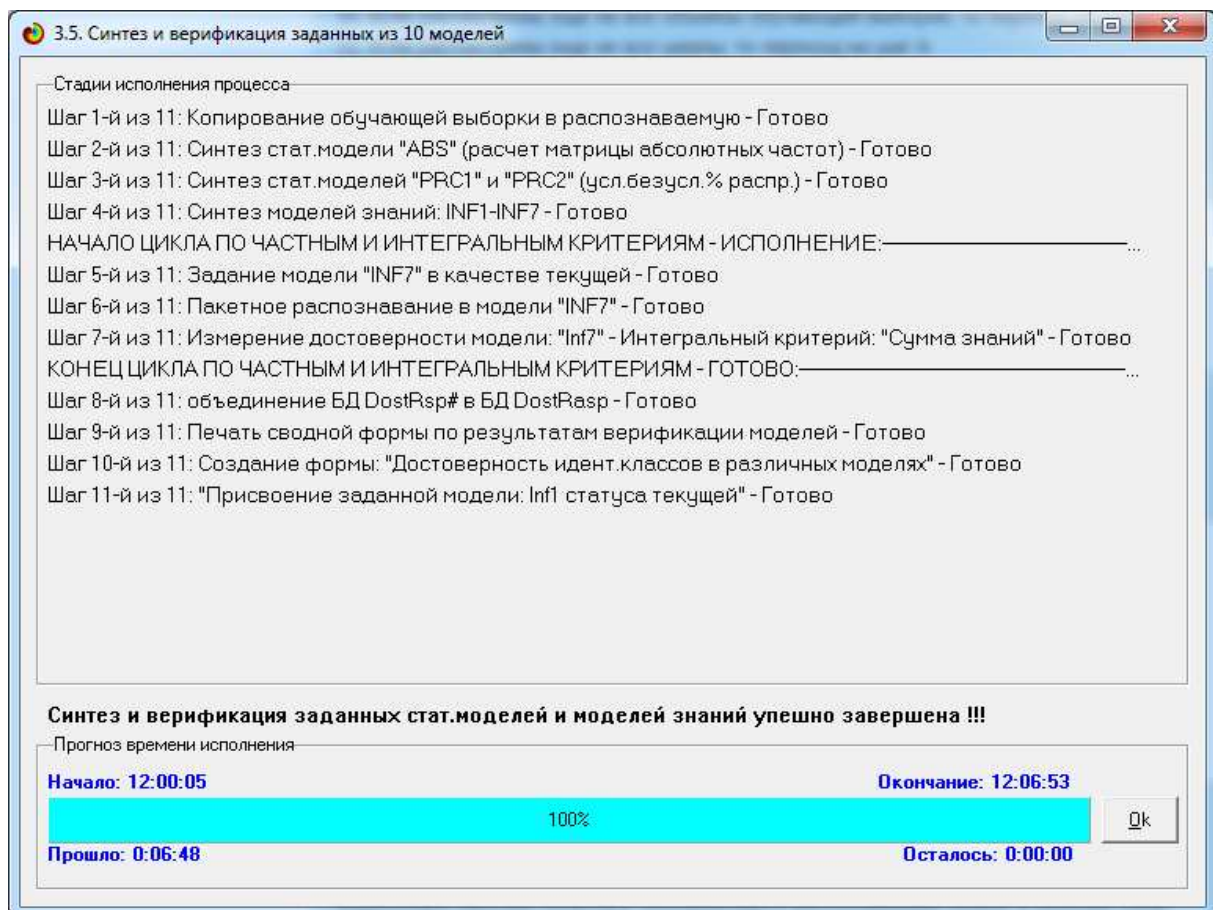 3.5. Синтез и верификация заданных из 10 моделей
Стадии исполнения процесса
Шаг 1-й из 11: Копирование обучающей выборки в распознаваемую - Готово
Шаг 2-й из 11: Синтез стат.модели "ABS" (расчет матрицы абсолютных частот) - Готово
Шаг 3-й из 11: Синтез стат.моделей "PRC1" и "PRC2" (усл.безусл.% распр.) - Готово
Шаг 4-й из 11: Синтез моделей знаний: INF1-INF7 - Готово
НАЧАЛО ЦИКЛА ПО ЧАСТНЫМ И ИНТЕГРАЛЬНЫМ КРИТЕРИЯМ - ИСПОЛНЕНИЕ:————————...
Шаг 5-й из 11: Задание модели "INF7" в качестве текущей - Готово
Шаг 6-й из 11: Пакетное распознавание в модели "INF7" - Готово
Шаг 7-й из 11: Измерение достоверности модели: "Inf7" - Интегральный критерий: "Сумма знаний" - Готово
КОНЕЦ ЦИКЛА ПО ЧАСТНЫМ И ИНТЕГРАЛЬНЫМ КРИТЕРИЯМ - ГОТОВО:————————...
Шаг 8-й из 11: объединение БД DostRsp# в БД DostRasp - Готово
Шаг 9-й из 11: Печать сводной формы по результатам верификации моделей - Готово
Шаг 10-й из 11: Создание формы: "Достоверность идент.классов в различных моделях" - Готово
Шаг 11-й из 11: "Присвоение заданной модели: Inf1 статуса текущей" - Готово
Синтез и верификация заданных стат.моделей и моделей знаний упешно завершена !!!
Прогноз времени исполнения
Начало: 12:00:05 Окончание: 12:06:53
100% Ok
Прошло: 0:06:48 Осталось: 0:00:00